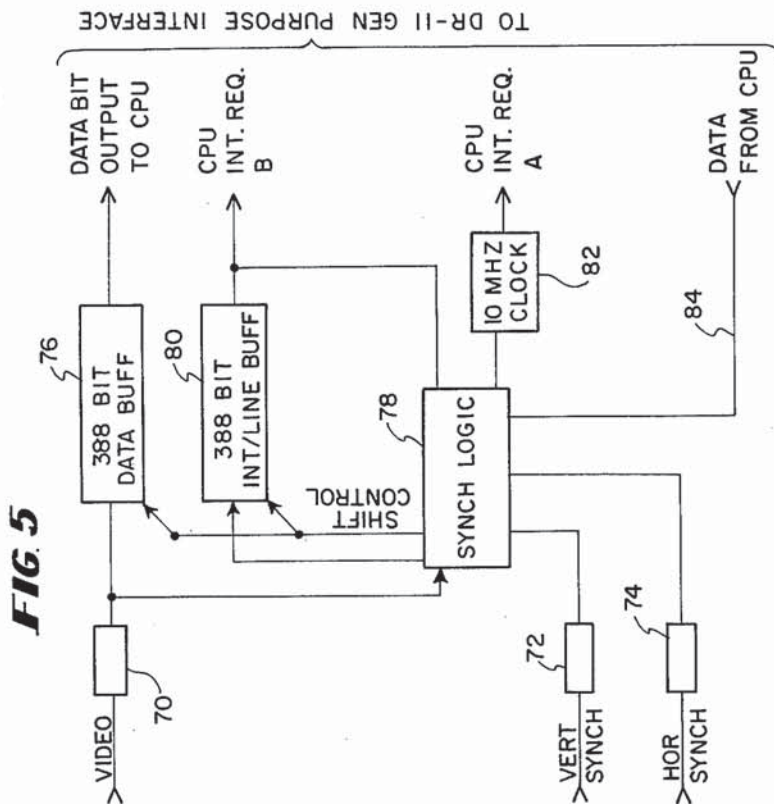 FIG. 5
VIDEO
70
388 BIT
DATA BUFF
76
DATA BIT
OUTPUT
TO CPU
388 BIT
INT/LINE BUFF
80
CPU
INT. REQ.
B
SHIFT
CONTROL
SYNCH LOGIC
78
10 MHZ
CLOCK
82
CPU
INT. REQ.
A
VERT
SYNCH
72
HOR
SYNCH
74
84
DATA
FROM CPU
TO DR-11 GEN PURPOSE INTERFACE